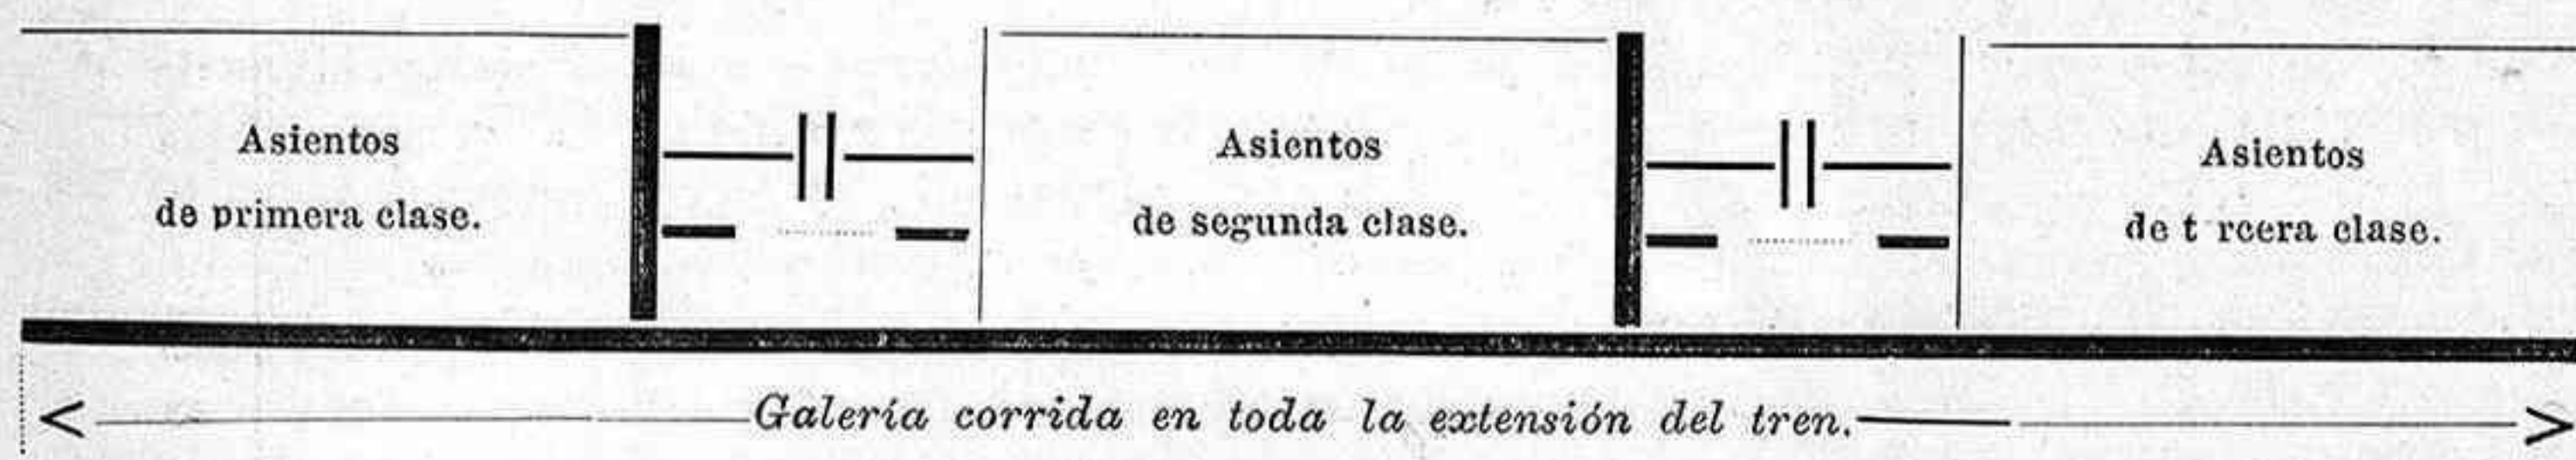 Asientos
de primera clase.
Asientos
de segunda clase.
Asientos
de t rcera clase.
Galería corrida en toda la extensión del tren.